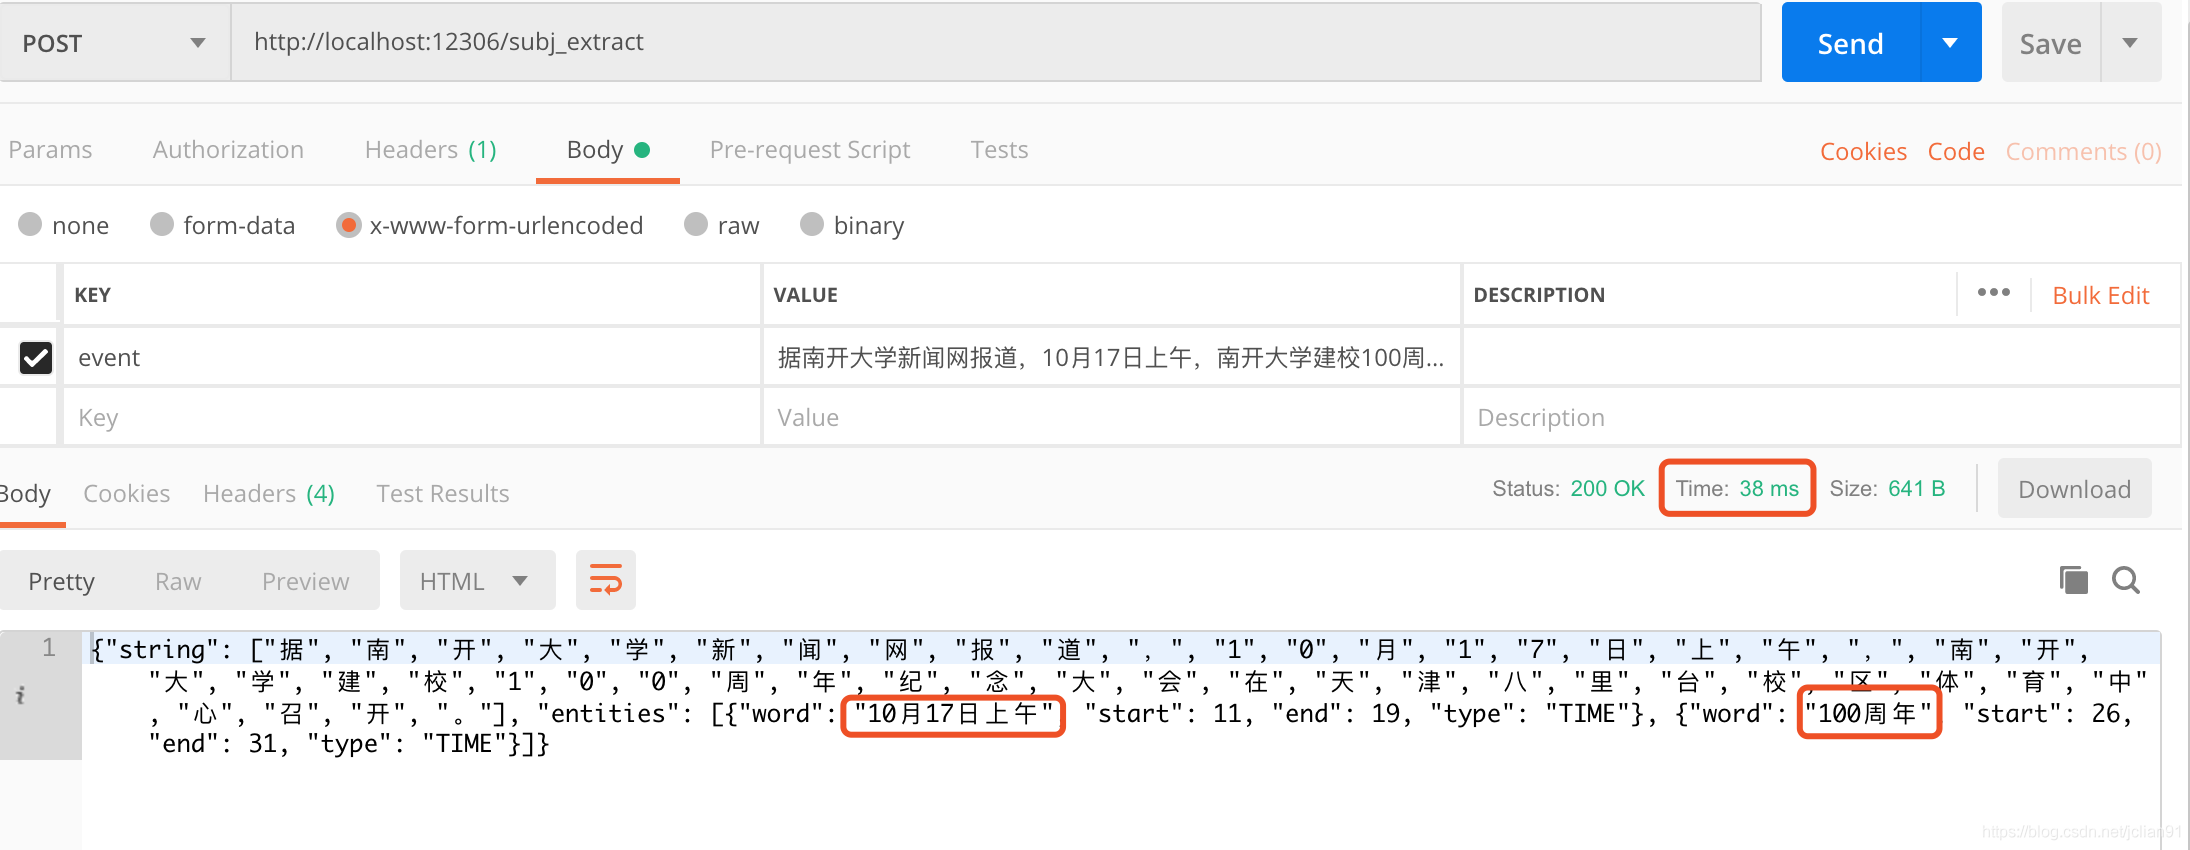 POST http://localhost:12306/subj_extract Send Save
Params Authorization Headers (1) Body Pre-request Script Tests Cookies Code Comments (0)
none form-data x-www-form-urlencoded raw binary
KEY VALUE DESCRIPTION ••• Bulk Edit
event 据南开大学新闻网报道，10月17日上午，南开大学建校100周...
Key Value Description
Body Cookies Headers (4) Test Results Status: 200 OK Time: 38 ms Size: 641 B Download
Pretty Raw Preview HTML
1 {"string": ["据", "南", "开", "大", "学", "新", "闻", "网", "报", "道", "，", "1", "0", "月", "1", "7", "日", "上", "午", "，", "南", "开",
"大", "学", "建", "校", "1", "0", "0", "周", "年", "纪", "念", "大", "会", "在", "天", "津", "八", "里", "台", "校", "区", "体", "育", "中"
, "心", "召", "开", "。"], "entities": [{"word": "10月17日上午" "start": 11, "end": 19, "type": "TIME"}, {"word": "100周年" "start": 26,
"end": 31, "type": "TIME"}]}
https://blog.csdn.net/jclian91